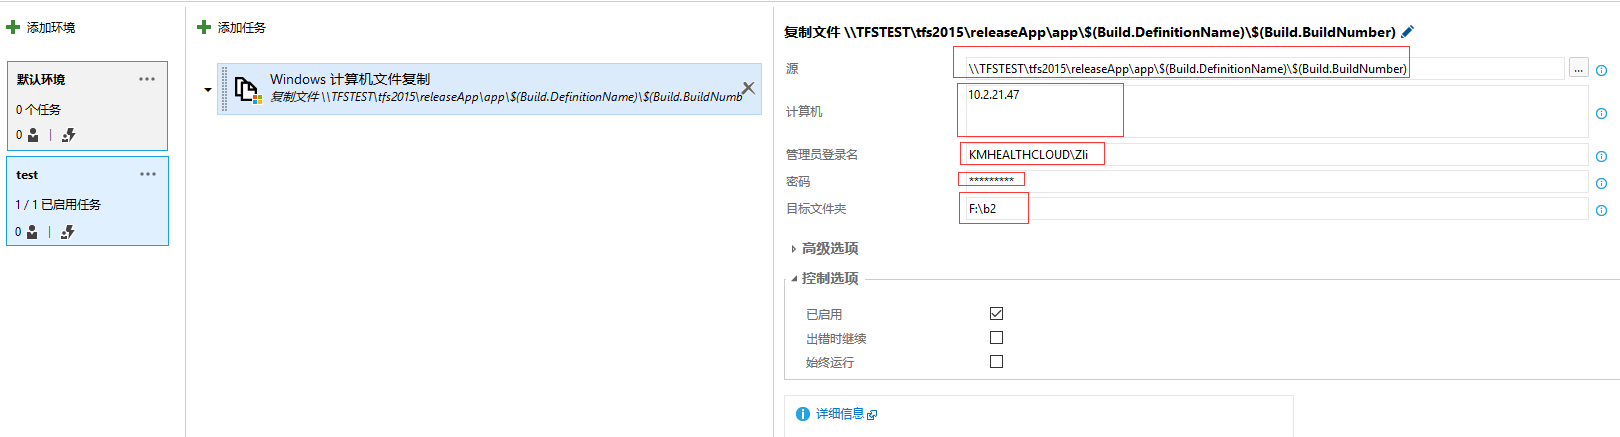 添加环境
默认环境 ...
0 个任务
0 |
test ...
1 / 1 已启用任务
0 |
添加任务
Windows 计算机文件复制
复制文件 \\TFSTEST\tfs2015\releaseApp\app\$(Build.DefinitionName)\$(Build.BuildNumb
复制文件 \\TFSTEST\tfs2015\releaseApp\app\$(Build.DefinitionName)\$(Build.BuildNumber)
源 \\TFSTEST\tfs2015\releaseApp\app\$(Build.DefinitionName)\$(Build.BuildNumber) ...
计算机 10.2.21.47
管理员登录名 KMHEALTHCLOUD\Zli
密码 *********
目标文件夹 F:\b2
高级选项
控制选项
已启用
出错时继续
始终运行
详细信息